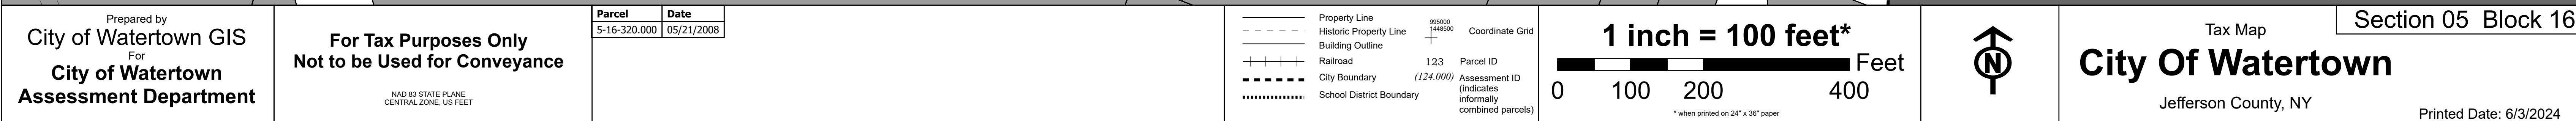 Prepared by
City of Watertown GIS
For
City of Watertown
Assessment Department
For Tax Purposes Only
Not to be Used for Conveyance
NAD 83 STATE PLANE
CENTRAL ZONE, US FEET
Parcel Date
5-16-320.000 05/21/2008
Property Line
Historic Property Line
Building Outline
Railroad
City Boundary
School District Boundary
995000
1448500
Coordinate Grid
123 Parcel ID
(124.000) Assessment ID
(indicates
informally
combined parcels)
1 inch = 100 feet*
Feet
0 100 200 400
* when printed on 24" x 36" paper
N
Tax Map
City Of Watertown
Jefferson County, NY
Section 05 Block 16
Printed Date: 6/3/2024